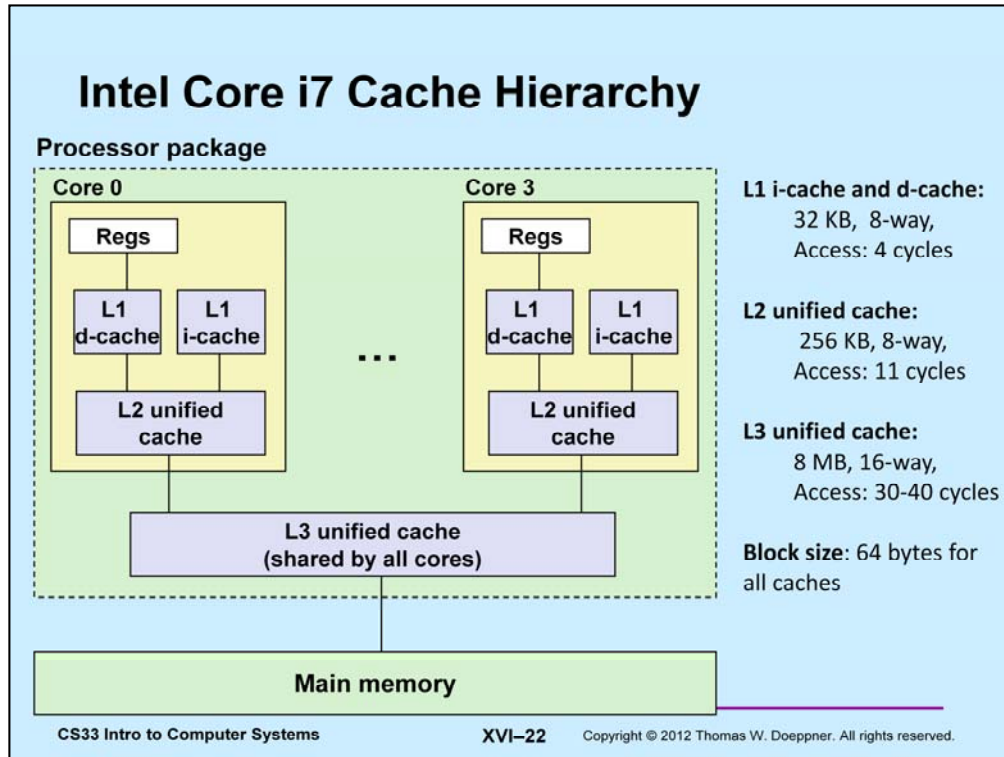 Intel Core i7 Cache Hierarchy
Processor package
Core 0
Regs
L1
d-cache
L1
i-cache
L2 unified
cache
...
Core 3
Regs
L1
d-cache
L1
i-cache
L2 unified
cache
L3 unified cache
(shared by all cores)
Main memory
L1 i-cache and d-cache:
32 KB, 8-way,
Access: 4 cycles
L2 unified cache:
256 KB, 8-way,
Access: 11 cycles
L3 unified cache:
8 MB, 16-way,
Access: 30-40 cycles
Block size: 64 bytes for
all caches
CS33 Intro to Computer Systems
XVI–22
Copyright © 2012 Thomas W. Doeppner. All rights reserved.